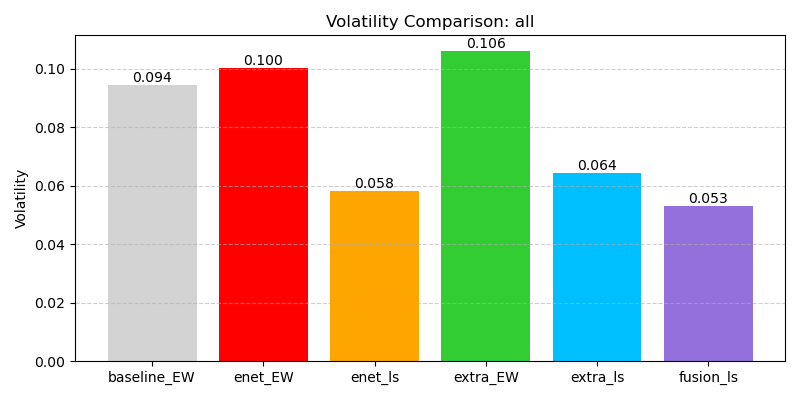 Volatility Comparison: all
Volatility
0.10
0.08
0.06
0.04
0.02
0.00
0.094
0.100
0.058
0.106
0.064
0.053
baseline_EW
enet_EW
enet_ls
extra_EW
extra_ls
fusion_ls